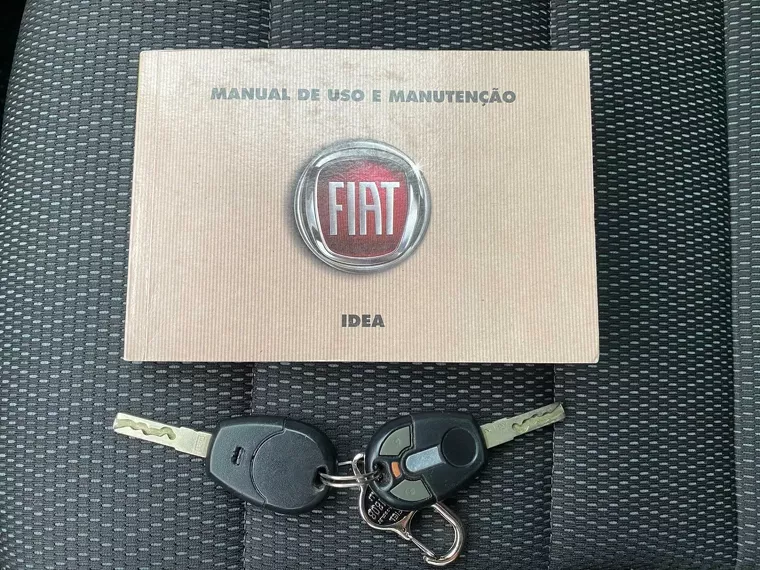 MANUAL DE USO E MANUTENÇÃO
FIAT
IDEA